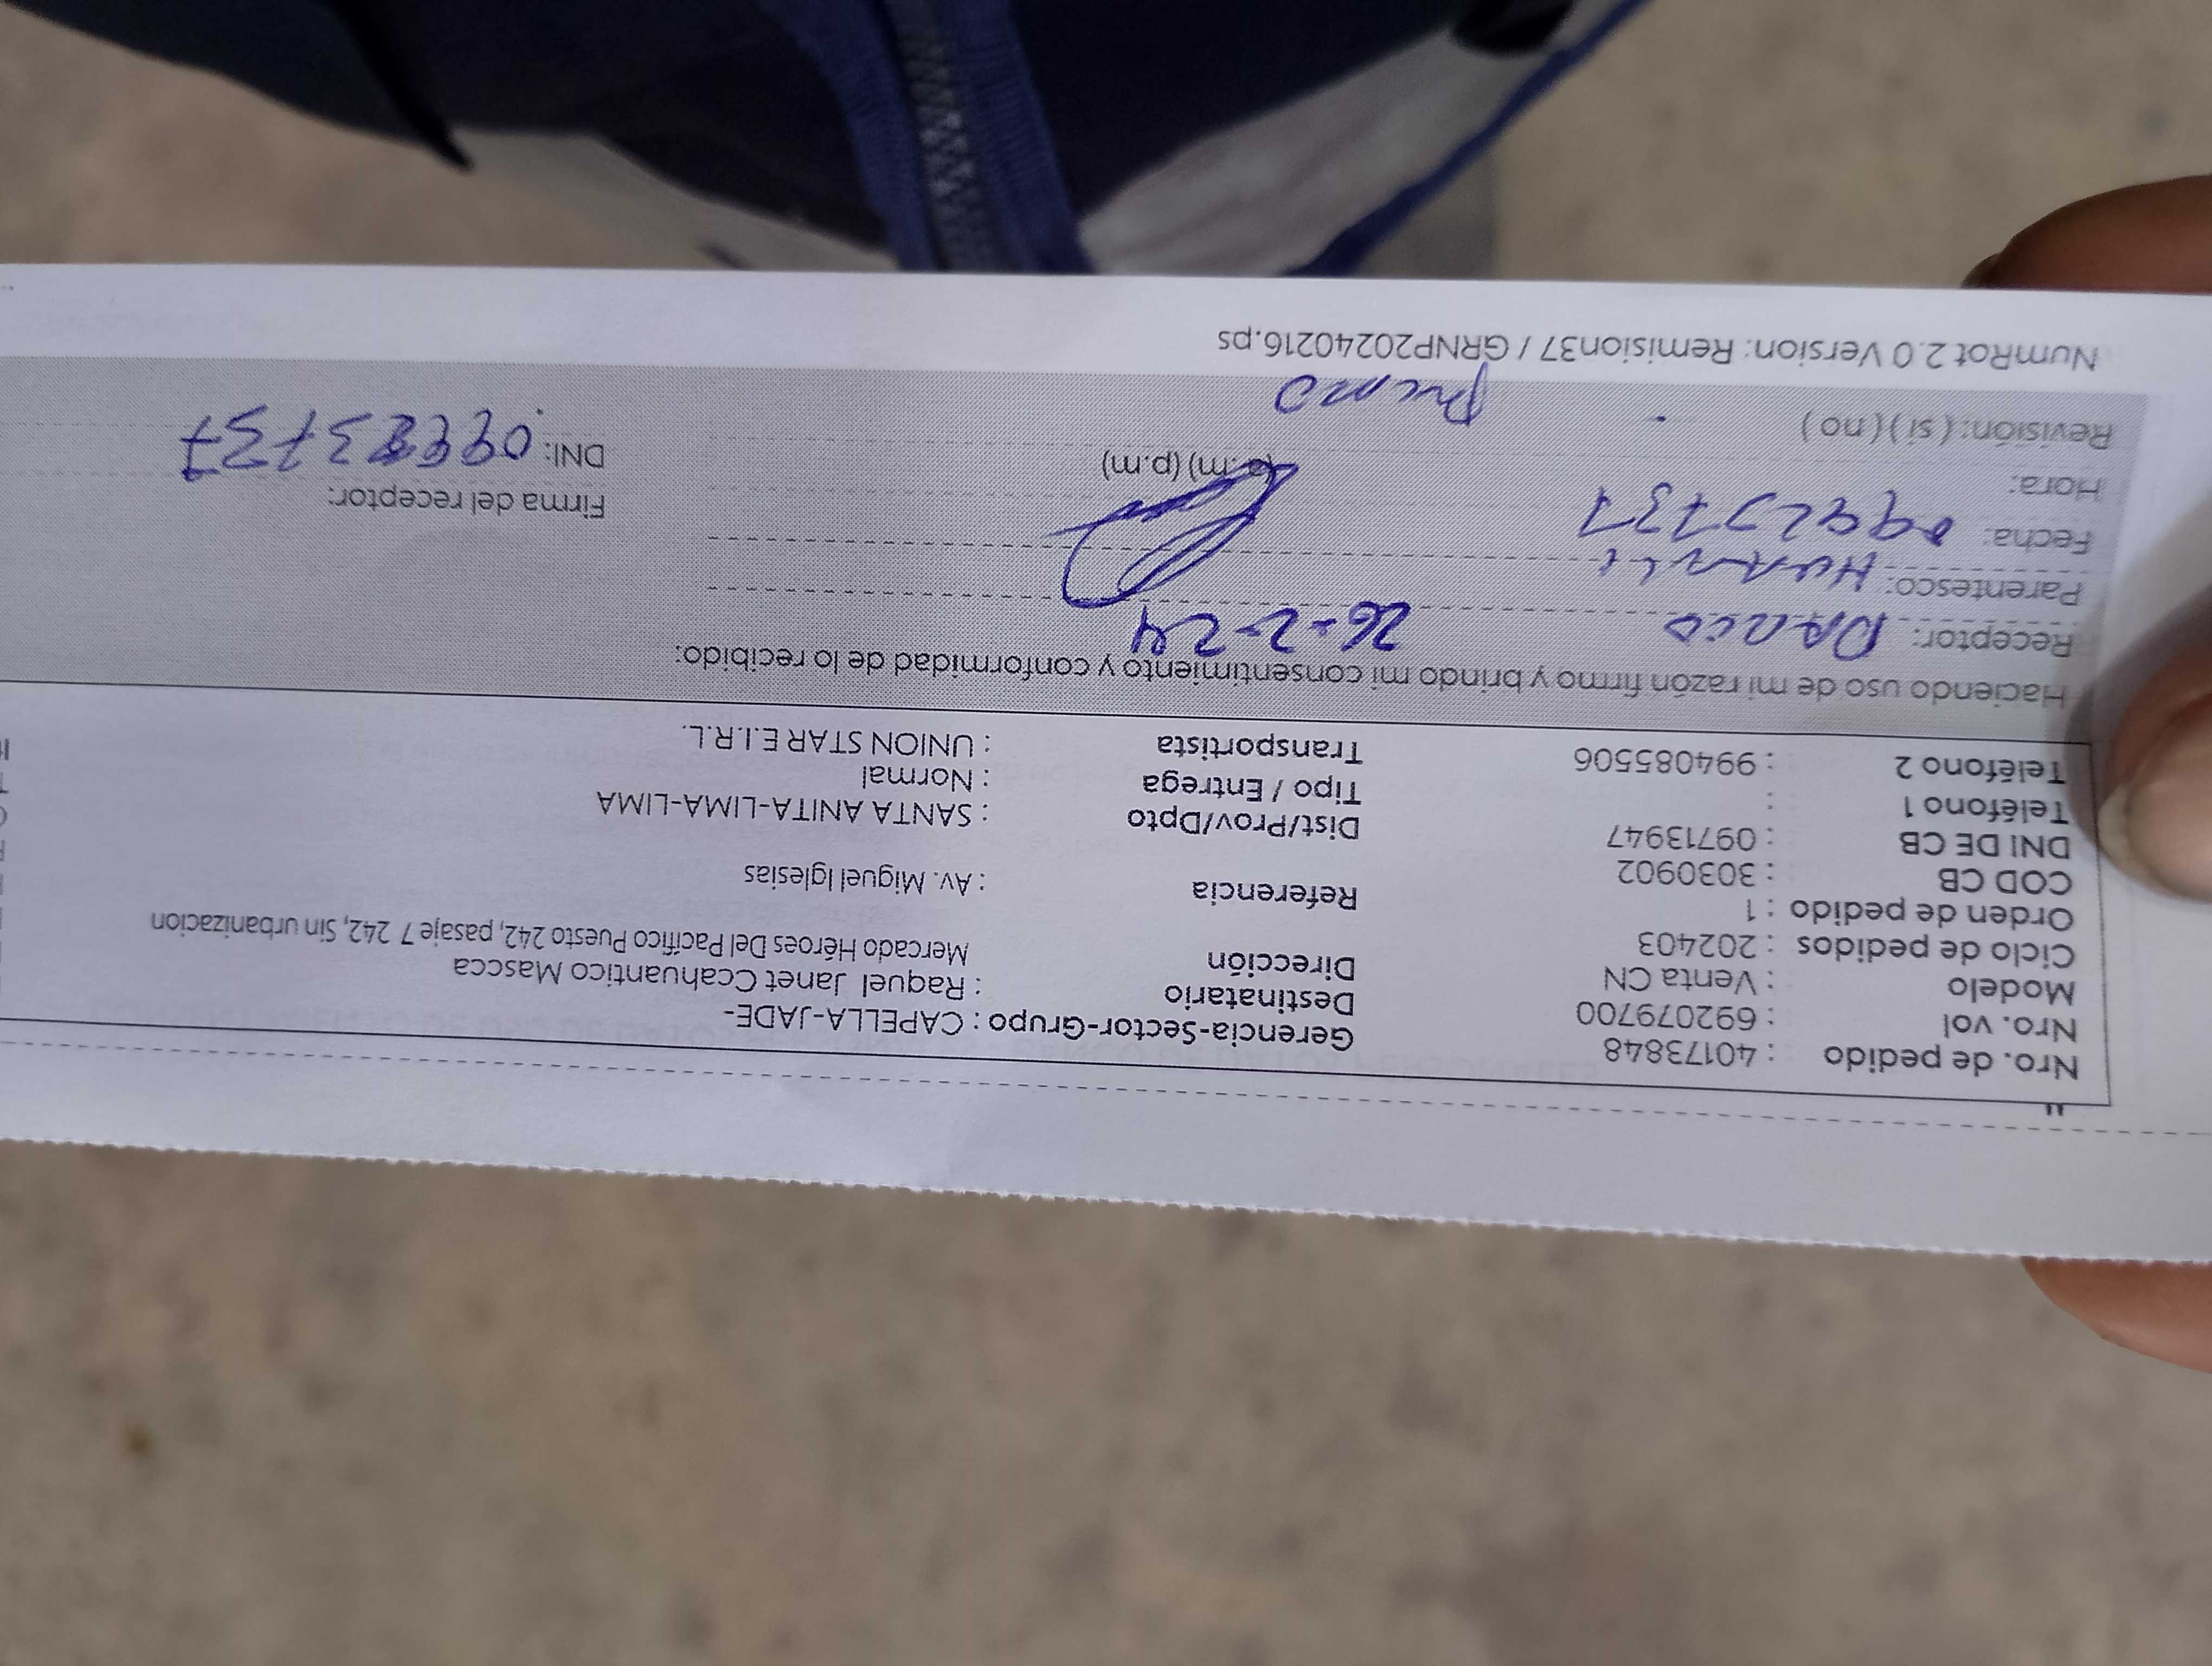 Nro. de pedido : 40173848
Nro. vol : 692079700
Modelo : Venta CN
Ciclo de pedidos : 202403
Orden de pedido : 1
COD CB : 3030902
DNI DE CB : 09713947
Teléfono 1 :
Teléfono 2 : 994085506
Gerencia-Sector-Grupo : CAPELLA-JADE-
Destinatario : Raquel Janet Ccahuantico Mascca
Dirección Mercado Héroes Del Pacífico Puesto 242, pasaje 7 242, Sin urbanizacion
Referencia : Av. Miguel Iglesias
Dist/Prov/Dpto : SANTA ANITA-LIMA-LIMA
Tipo / Entrega : Normal
Transportista : UNION STAR E.I.R.L.
Haciendo uso de mi razón firmo y brindo mi consentimiento y conformidad de lo recibido:
Receptor: 26-2-24
Parentesco:
Fecha:
Hora: (a.m) (p.m)
Revisión: ( si ) ( no )
Firma del receptor:
DNI:
NumRot 2.0 Version: Remision37 / GRNP20240216.ps